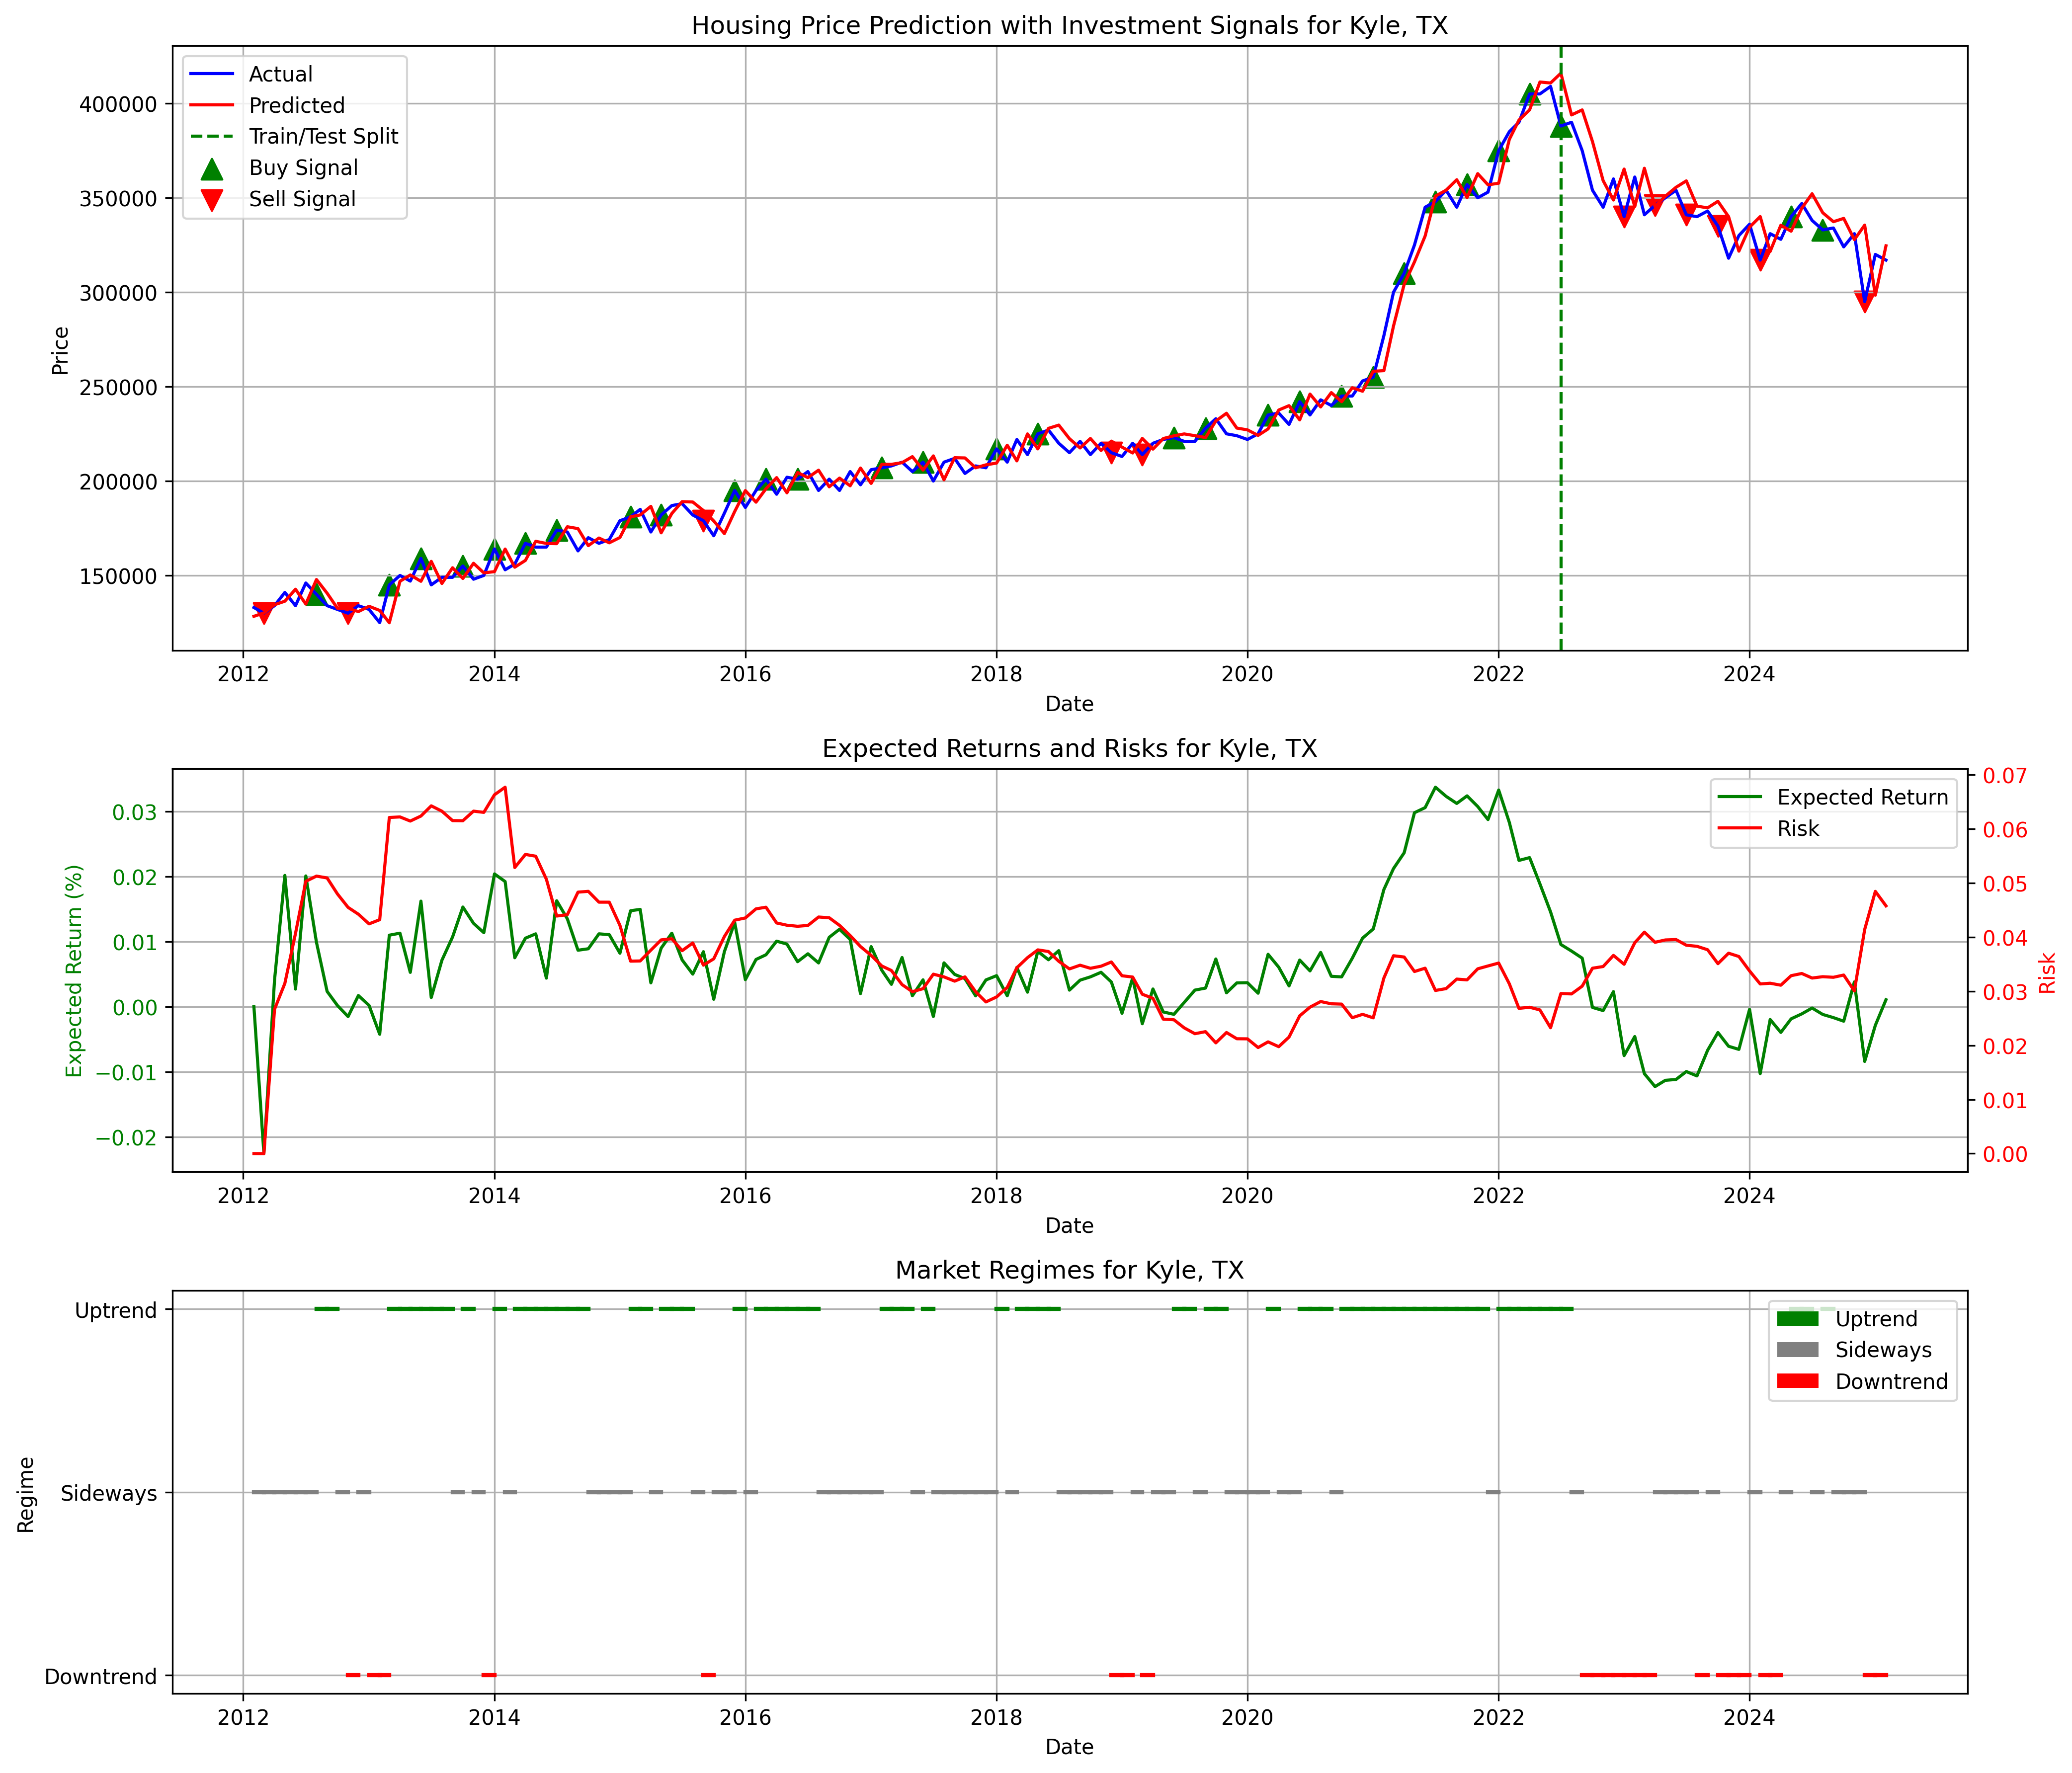 Housing Price Prediction with Investment Signals for Kyle, TX
Actual
Predicted
Train/Test Split
Buy Signal
Sell Signal
400000
350000
300000
250000
200000
150000
Price
2012 2014 2016 2018 2020 2022 2024
Date
Expected Returns and Risks for Kyle, TX
Expected Return
Risk
0.03
0.02
0.01
0.00
−0.01
−0.02
Expected Return (%)
0.07
0.06
0.05
0.04
0.03
0.02
0.01
0.00
Risk
2012 2014 2016 2018 2020 2022 2024
Date
Market Regimes for Kyle, TX
Uptrend
Sideways
Downtrend
Regime
Uptrend
Sideways
Downtrend
2012 2014 2016 2018 2020 2022 2024
Date